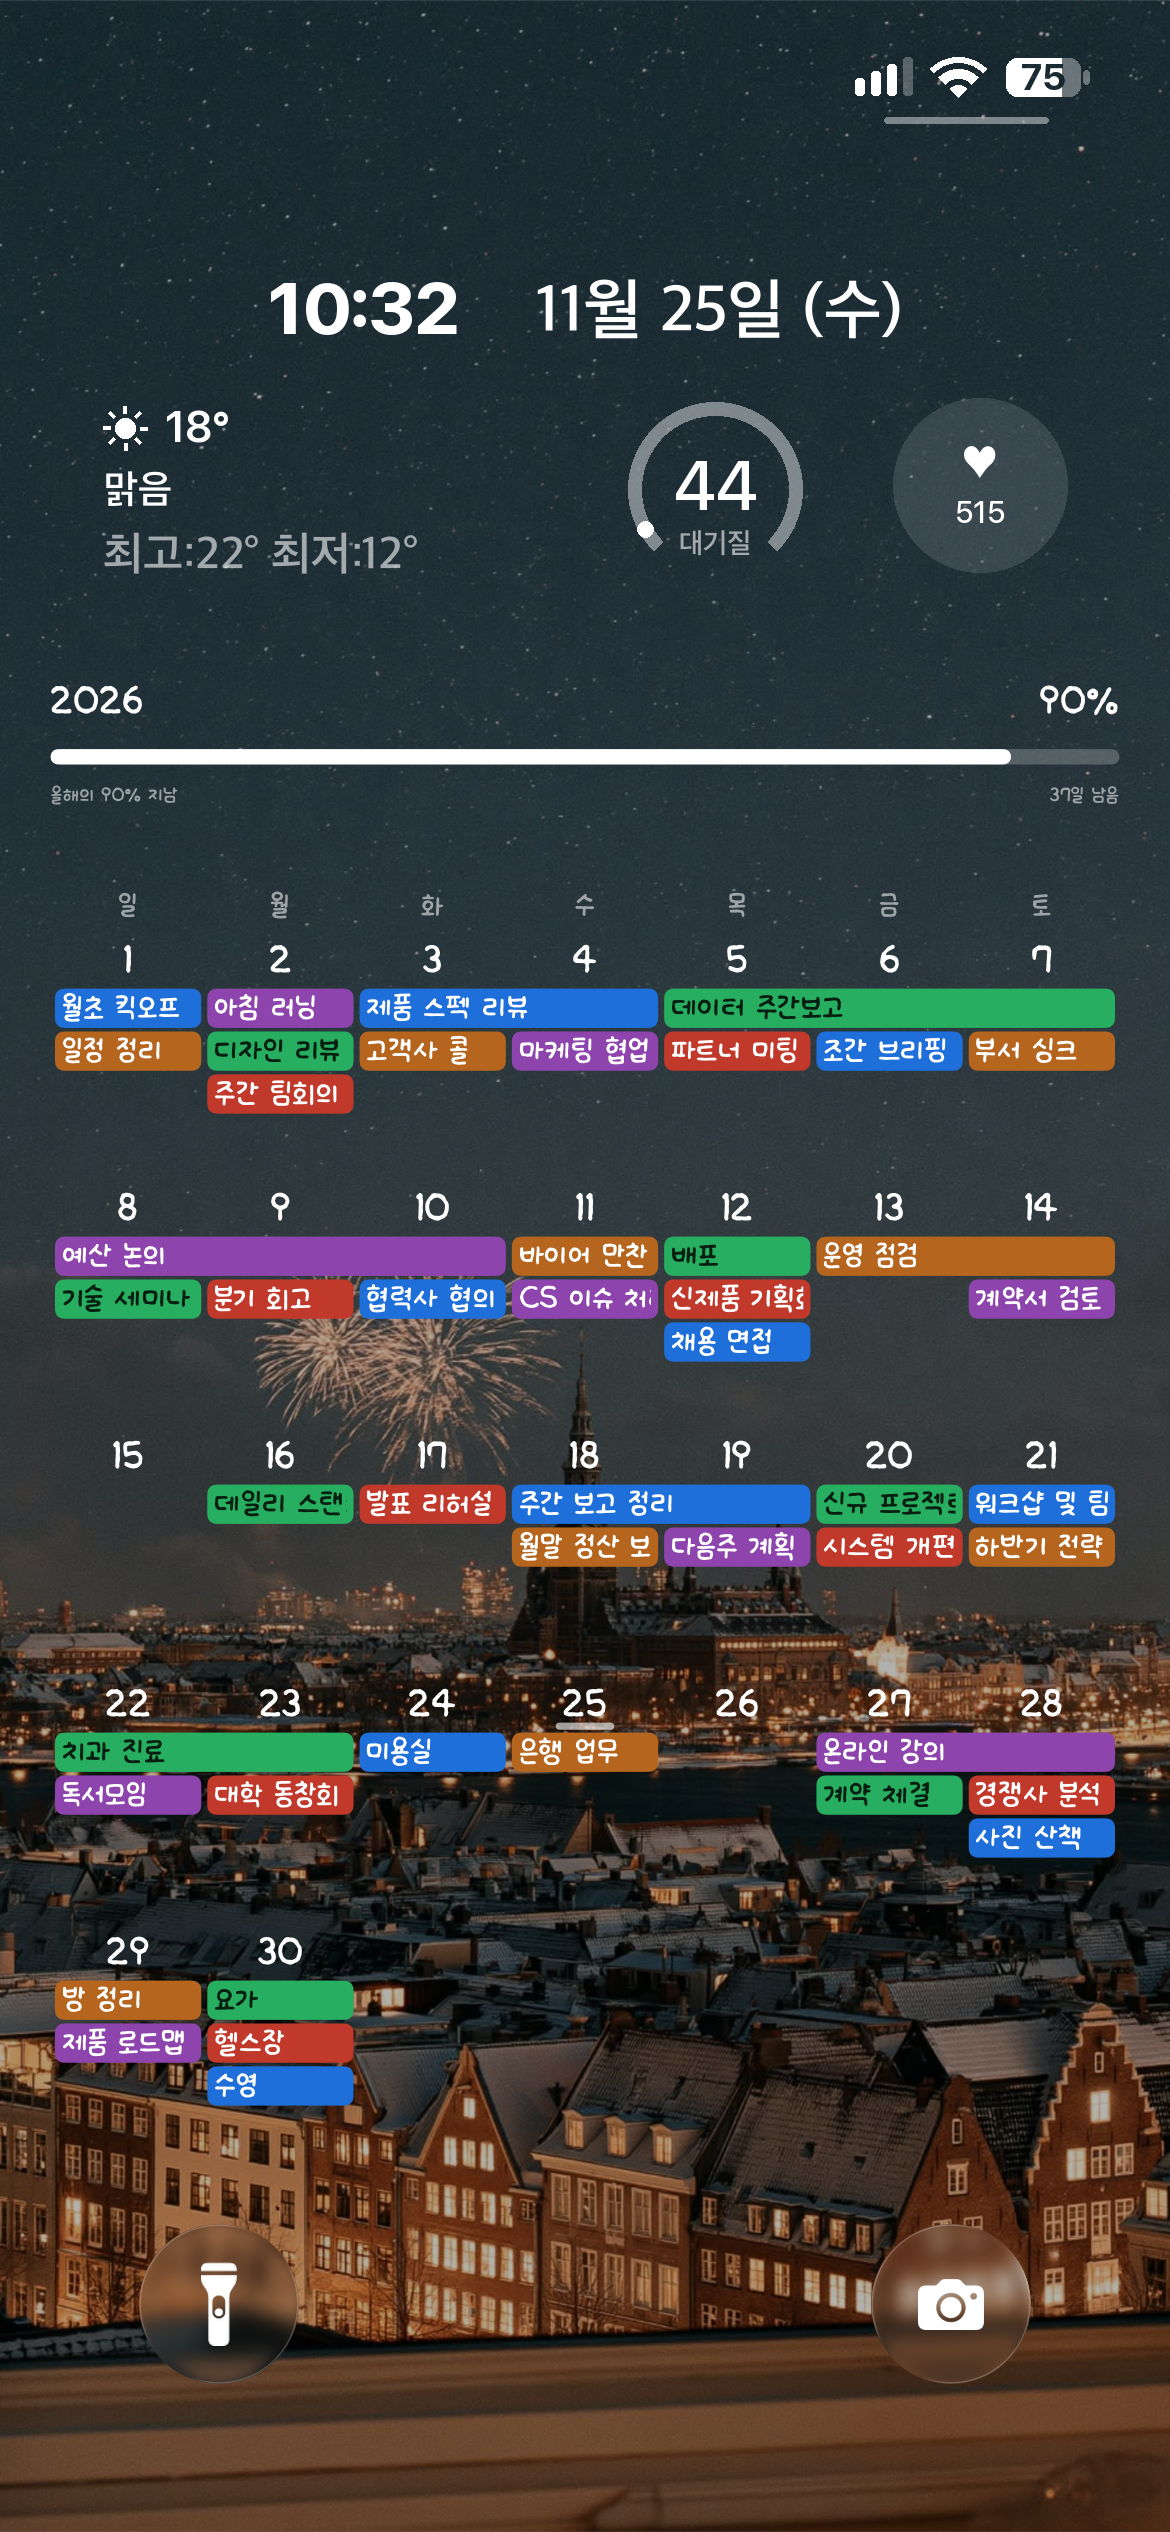 75
10:32 11월 25일 (수)
18°
맑음
최고:22° 최저:12°
44
대기질
515
2026 90%
올해의 90% 지남 37일 남음
일 월 화 수 목 금 토
1 2 3 4 5 6 7
월초 킥오프 아침 러닝 제품 스펙 리뷰 데이터 주간보고
일정 정리 디자인 리뷰 고객사 콜 마케팅 협업 파트너 미팅 조간 브리핑 부서 싱크
주간 팀회의
8 9 10 11 12 13 14
예산 논의 바이어 만찬 배포 운영 점검
기술 세미나 분기 회고 협력사 협의 CS 이슈 신제품 계약서 검토
채용 면접
15 16 17 18 19 20 21
데일리 스탠 발표 리허설 주간 보고 정리 신규 워크샵 및 팀
월말 정산 보 다음주 계획 시스템 개편 하반기 전략
22 23 24 25 26 27 28
치과 진료 미용실 은행 업무 온라인 강의
독서모임 대학 동창회 계약 체결 경쟁사 분석
사진 산책
29 30
방 정리 요가
제품 로드맵 헬스장
수영